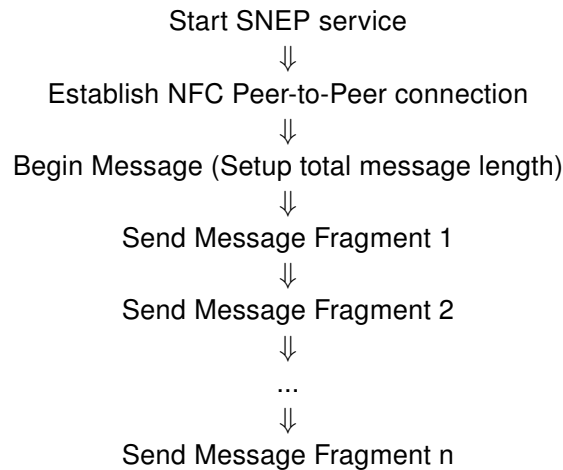 Start SNEP service
⇓
Establish NFC Peer-to-Peer connection
⇓
Begin Message (Setup total message length)
⇓
Send Message Fragment 1
⇓
Send Message Fragment 2
⇓
...
⇓
Send Message Fragment n